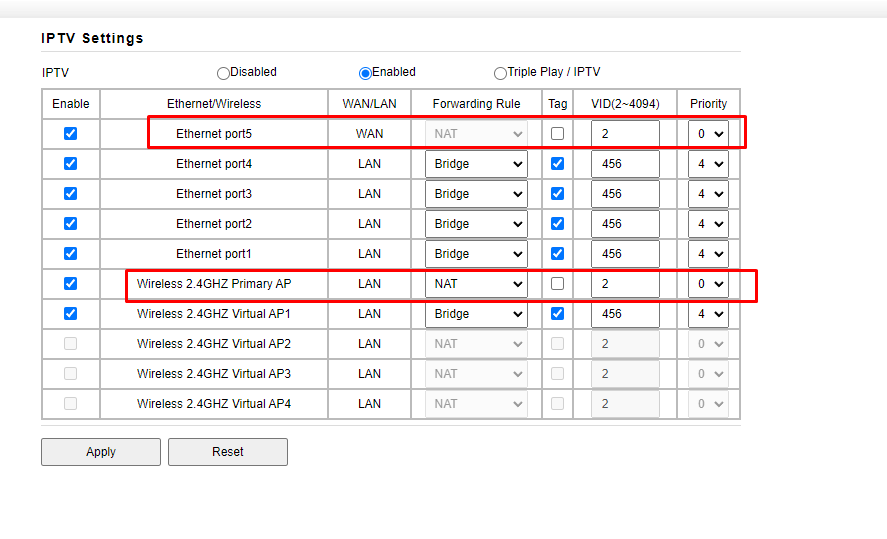 IPTV Settings
IPTV Disabled Enabled Triple Play / IPTV
Enable Ethernet/Wireless WAN/LAN Forwarding Rule Tag VID(2~4094) Priority
Ethernet port5 WAN NAT 2 0
Ethernet port4 LAN Bridge 456 4
Ethernet port3 LAN Bridge 456 4
Ethernet port2 LAN Bridge 456 4
Ethernet port1 LAN Bridge 456 4
Wireless 2.4GHZ Primary AP LAN NAT 2 0
Wireless 2.4GHZ Virtual AP1 LAN Bridge 456 4
Wireless 2.4GHZ Virtual AP2 LAN NAT 2 0
Wireless 2.4GHZ Virtual AP3 LAN NAT 2 0
Wireless 2.4GHZ Virtual AP4 LAN NAT 2 0
Apply Reset